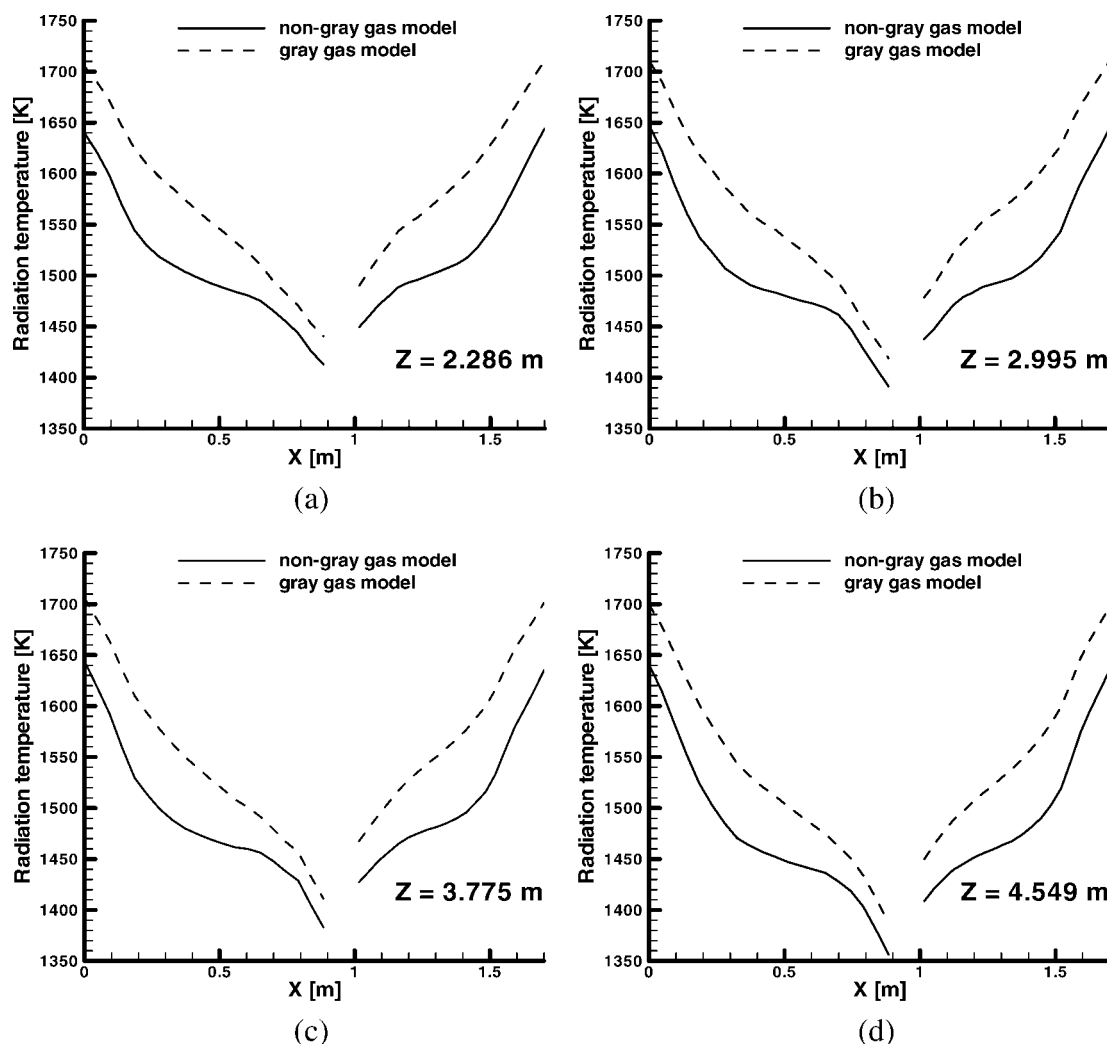 non-gray gas model
gray gas model
Radiation temperature [K]
1750
1700
1650
1600
1550
1500
1450
1400
1350
0
0.5
1
1.5
X [m]
Z = 2.286 m
(a)
non-gray gas model
gray gas model
Radiation temperature [K]
1750
1700
1650
1600
1550
1500
1450
1400
1350
0
0.5
1
1.5
X [m]
Z = 2.995 m
(b)
non-gray gas model
gray gas model
Radiation temperature [K]
1750
1700
1650
1600
1550
1500
1450
1400
1350
0
0.5
1
1.5
X [m]
Z = 3.775 m
(c)
non-gray gas model
gray gas model
Radiation temperature [K]
1750
1700
1650
1600
1550
1500
1450
1400
1350
0
0.5
1
1.5
X [m]
Z = 4.549 m
(d)